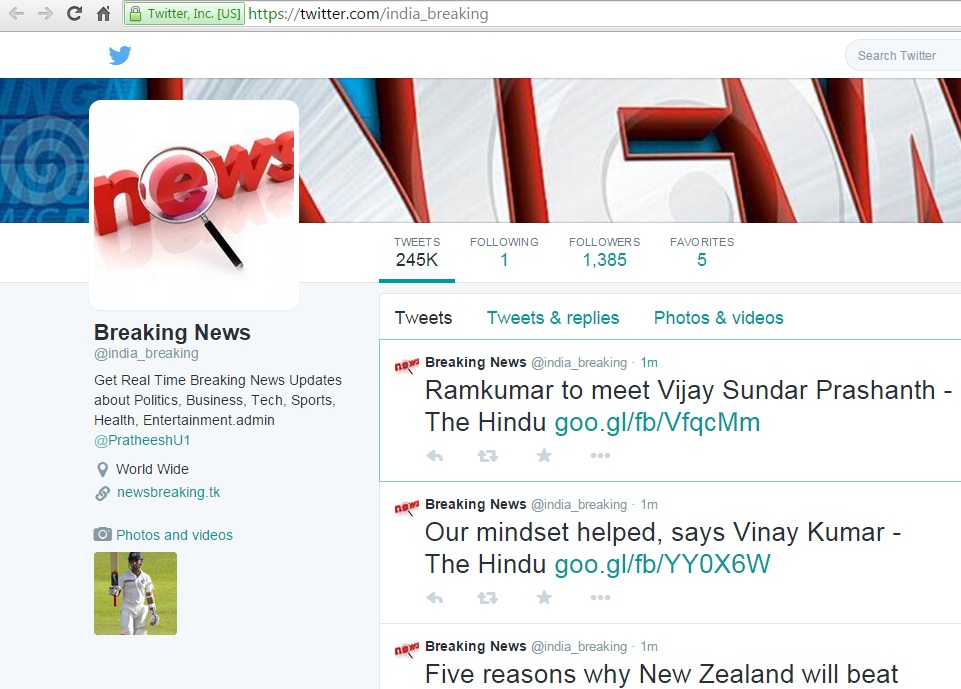 Twitter, Inc. [US] https://twitter.com/india_breaking
Search Twitter
news
TWEETS FOLLOWING FOLLOWERS FAVORITES
245K 1 1,385 5
Breaking News
@india_breaking
Get Real Time Breaking News Updates
about Politics, Business, Tech, Sports,
Health, Entertainment.admin
@PratheeshU1
World Wide
newsbreaking.tk
Photos and videos
Tweets Tweets & replies Photos & videos
Breaking News @india_breaking · 1m
Ramkumar to meet Vijay Sundar Prashanth -
The Hindu goo.gl/fb/VfqcMm
Breaking News @india_breaking · 1m
Our mindset helped, says Vinay Kumar -
The Hindu goo.gl/fb/YY0X6W
Breaking News @india_breaking · 1m
Five reasons why New Zealand will beat